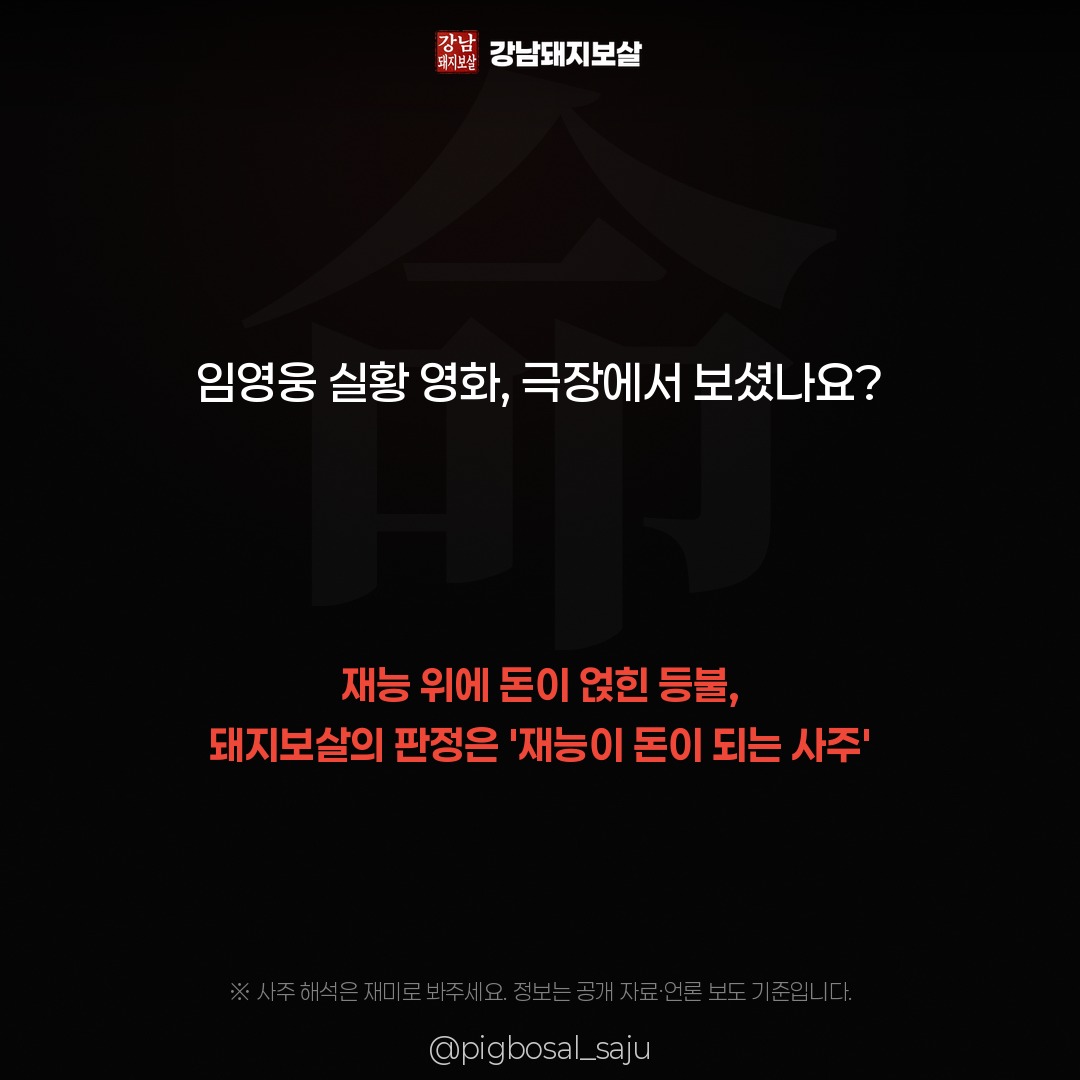 강남
돼지보살
강남돼지보살
命
임영웅 실황 영화, 극장에서 보셨나요?
재능 위에 돈이 얹힌 등불,
돼지보살의 판정은 '재능이 돈이 되는 사주'
※ 사주 해석은 재미로 봐주세요. 정보는 공개 자료·언론 보도 기준입니다.
@pigbosal_saju